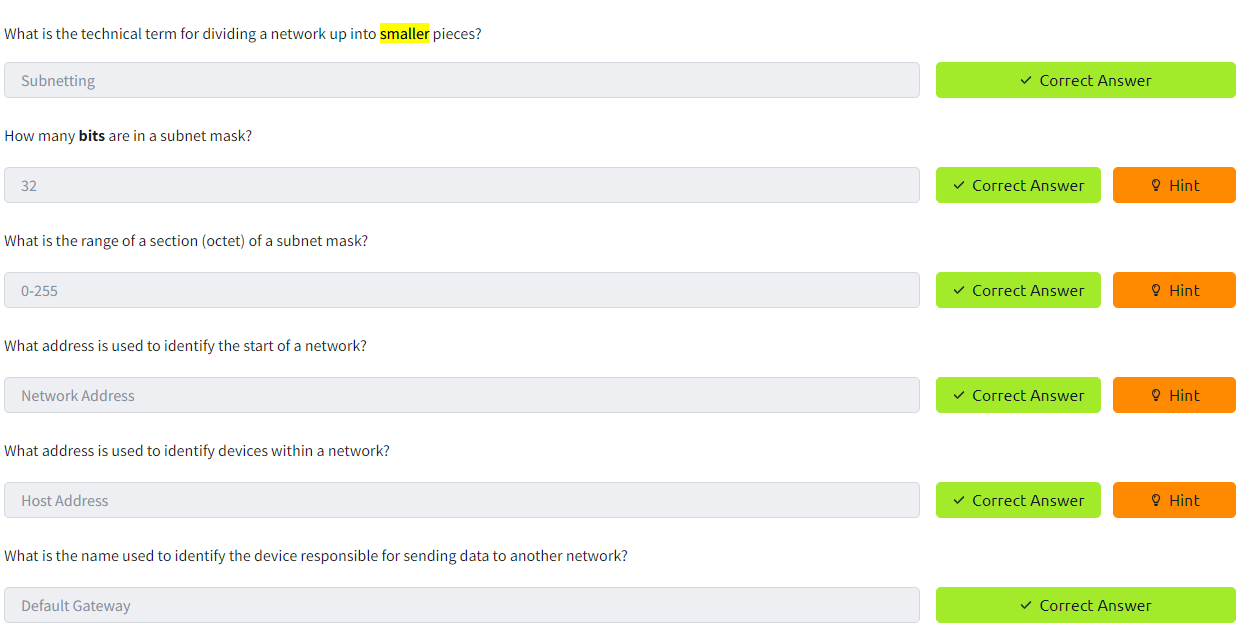 What is the technical term for dividing a network up into smaller pieces?
Subnetting
Correct Answer
How many bits are in a subnet mask?
32
Correct Answer
Hint
What is the range of a section (octet) of a subnet mask?
0-255
Correct Answer
Hint
What address is used to identify the start of a network?
Network Address
Correct Answer
Hint
What address is used to identify devices within a network?
Host Address
Correct Answer
Hint
What is the name used to identify the device responsible for sending data to another network?
Default Gateway
Correct Answer